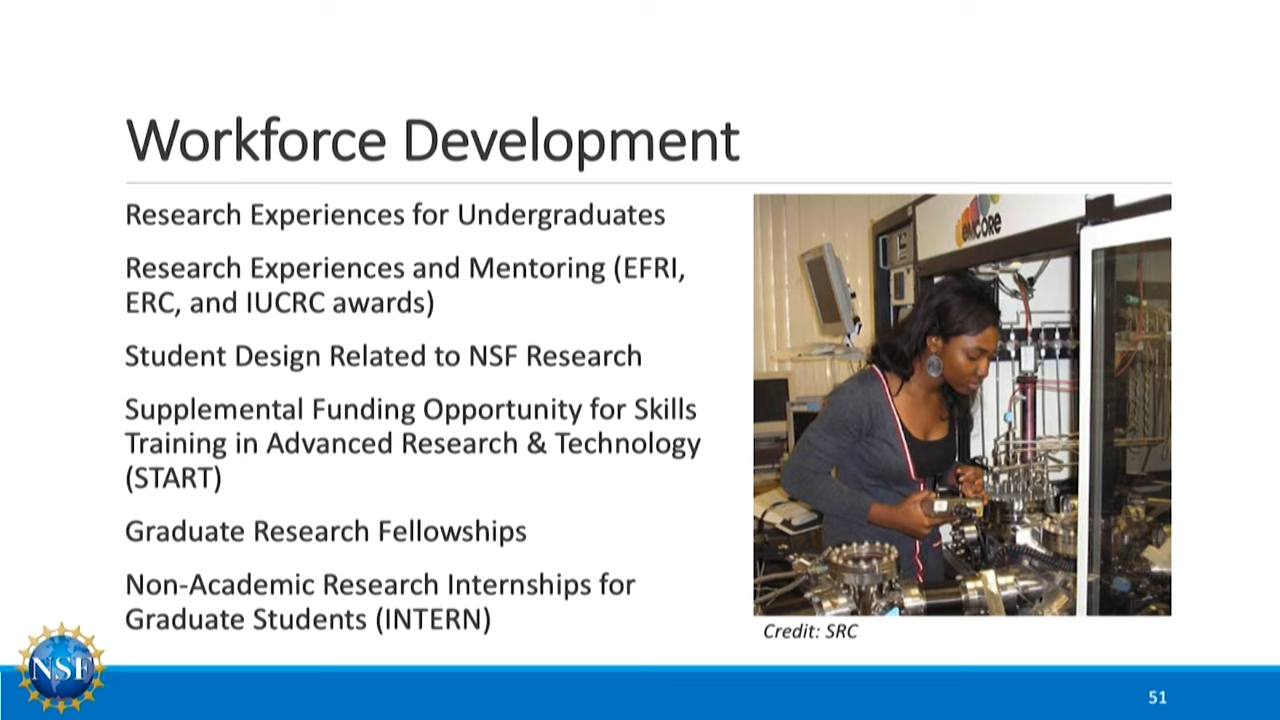 Workforce Development
Research Experiences for Undergraduates
Research Experiences and Mentoring (EFRI,
ERC, and IUCRC awards)
Student Design Related to NSF Research
Supplemental Funding Opportunity for Skills
Training in Advanced Research & Technology
(START)
Graduate Research Fellowships
Non-Academic Research Internships for
Graduate Students (INTERN)
emcore
Credit: SRC
NSF
51